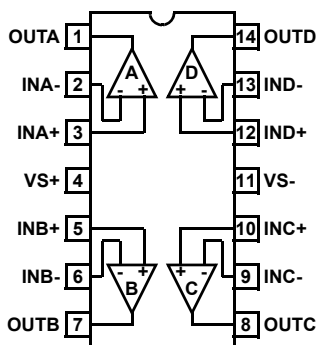 OUTA 1 14 OUTD
A D
INA- 2 - + + - 13 IND-
INA+ 3 12 IND+
VS+ 4 11 VS-
INB+ 5 10 INC+
INB- 6 - + + - 9 INC-
B C
OUTB 7 8 OUTC